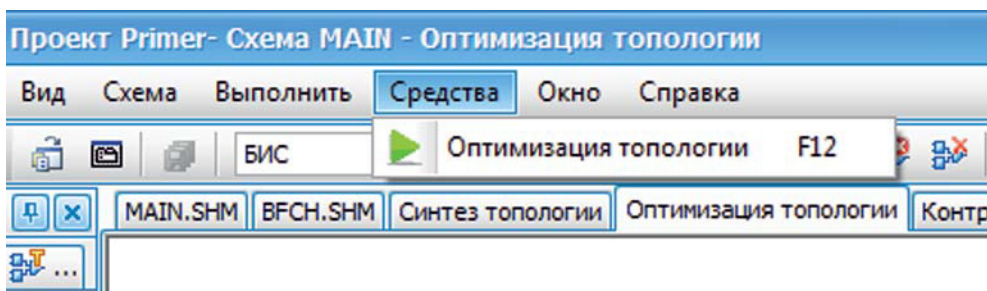 Проект Primer- Схема MAIN - Оптимизация топологии
Вид Схема Выполнить Средства Окно Справка
БИС Оптимизация топологии F12
MAIN.SHM BFCH.SHM Синтез топологии Оптимизация топологии Контр
...